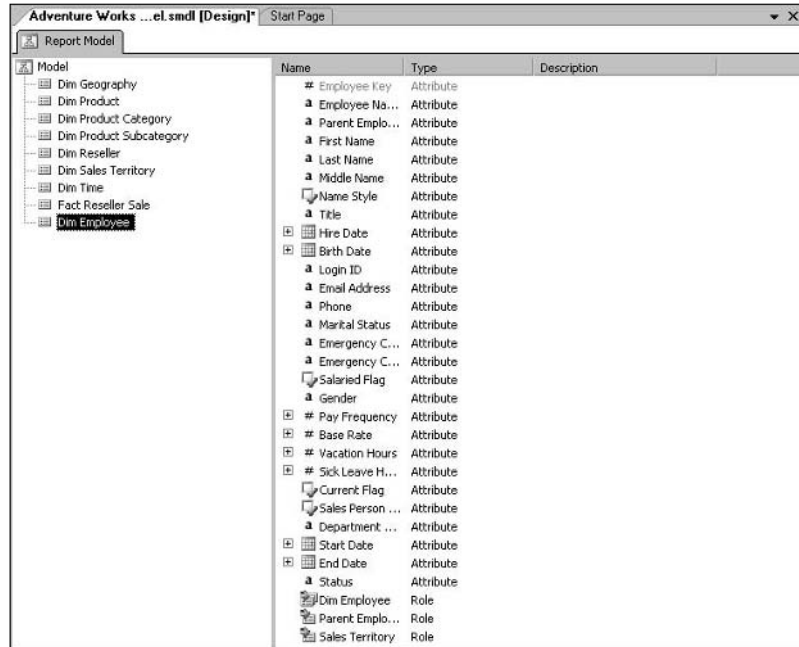 Adventure Works ...el.smdl [Design]* Start Page
Report Model
Model
Dim Geography
Dim Product
Dim Product Category
Dim Product Subcategory
Dim Reseller
Dim Sales Territory
Dim Time
Fact Reseller Sale
Dim Employee
Name Type Description
# Employee Key Attribute
a Employee Na... Attribute
a Parent Emplo... Attribute
a First Name Attribute
a Last Name Attribute
a Middle Name Attribute
Name Style Attribute
a Title Attribute
Hire Date Attribute
Birth Date Attribute
a Login ID Attribute
a Email Address Attribute
a Phone Attribute
a Marital Status Attribute
a Emergency C... Attribute
a Emergency C... Attribute
Salaried Flag Attribute
a Gender Attribute
# Pay Frequency Attribute
# Base Rate Attribute
# Vacation Hours Attribute
# Sick Leave H... Attribute
Current Flag Attribute
Sales Person ... Attribute
a Department ... Attribute
Start Date Attribute
End Date Attribute
a Status Attribute
Dim Employee Role
Parent Emplo... Role
Sales Territory Role